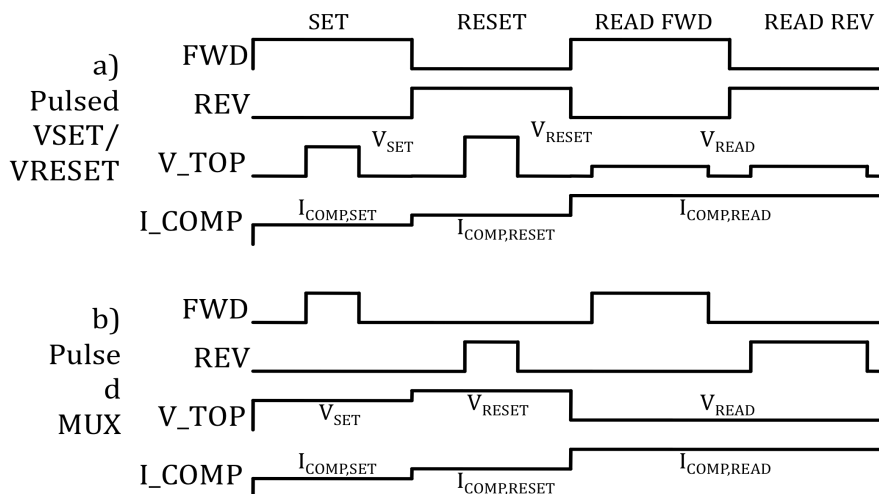 SET RESET READ FWD READ REV
a)
Pulsed
VSET/
VRESET
FWD
REV
V_TOP V_SET V_RESET V_READ
I_COMP I_COMP,SET I_COMP,RESET I_COMP,READ
b)
Pulse
d
MUX
FWD
REV
V_TOP V_SET V_RESET V_READ
I_COMP I_COMP,SET I_COMP,RESET I_COMP,READ